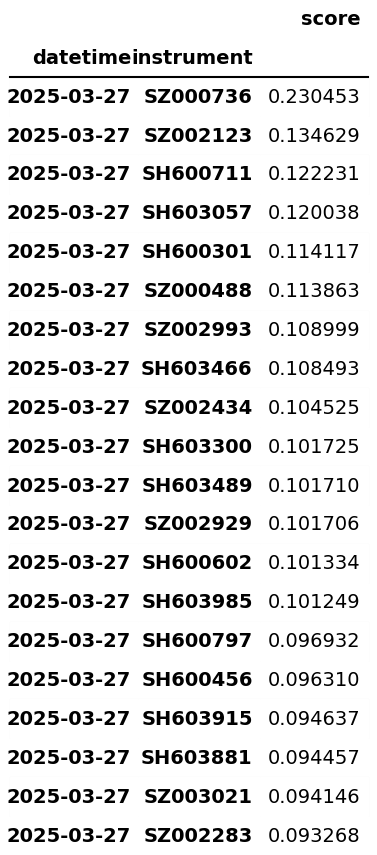 score
datetime instrument
2025-03-27 SZ000736 0.230453
2025-03-27 SZ002123 0.134629
2025-03-27 SH600711 0.122231
2025-03-27 SH603057 0.120038
2025-03-27 SH600301 0.114117
2025-03-27 SZ000488 0.113863
2025-03-27 SZ002993 0.108999
2025-03-27 SH603466 0.108493
2025-03-27 SZ002434 0.104525
2025-03-27 SH603300 0.101725
2025-03-27 SH603489 0.101710
2025-03-27 SZ002929 0.101706
2025-03-27 SH600602 0.101334
2025-03-27 SH603985 0.101249
2025-03-27 SH600797 0.096932
2025-03-27 SH600456 0.096310
2025-03-27 SH603915 0.094637
2025-03-27 SH603881 0.094457
2025-03-27 SZ003021 0.094146
2025-03-27 SZ002283 0.093268